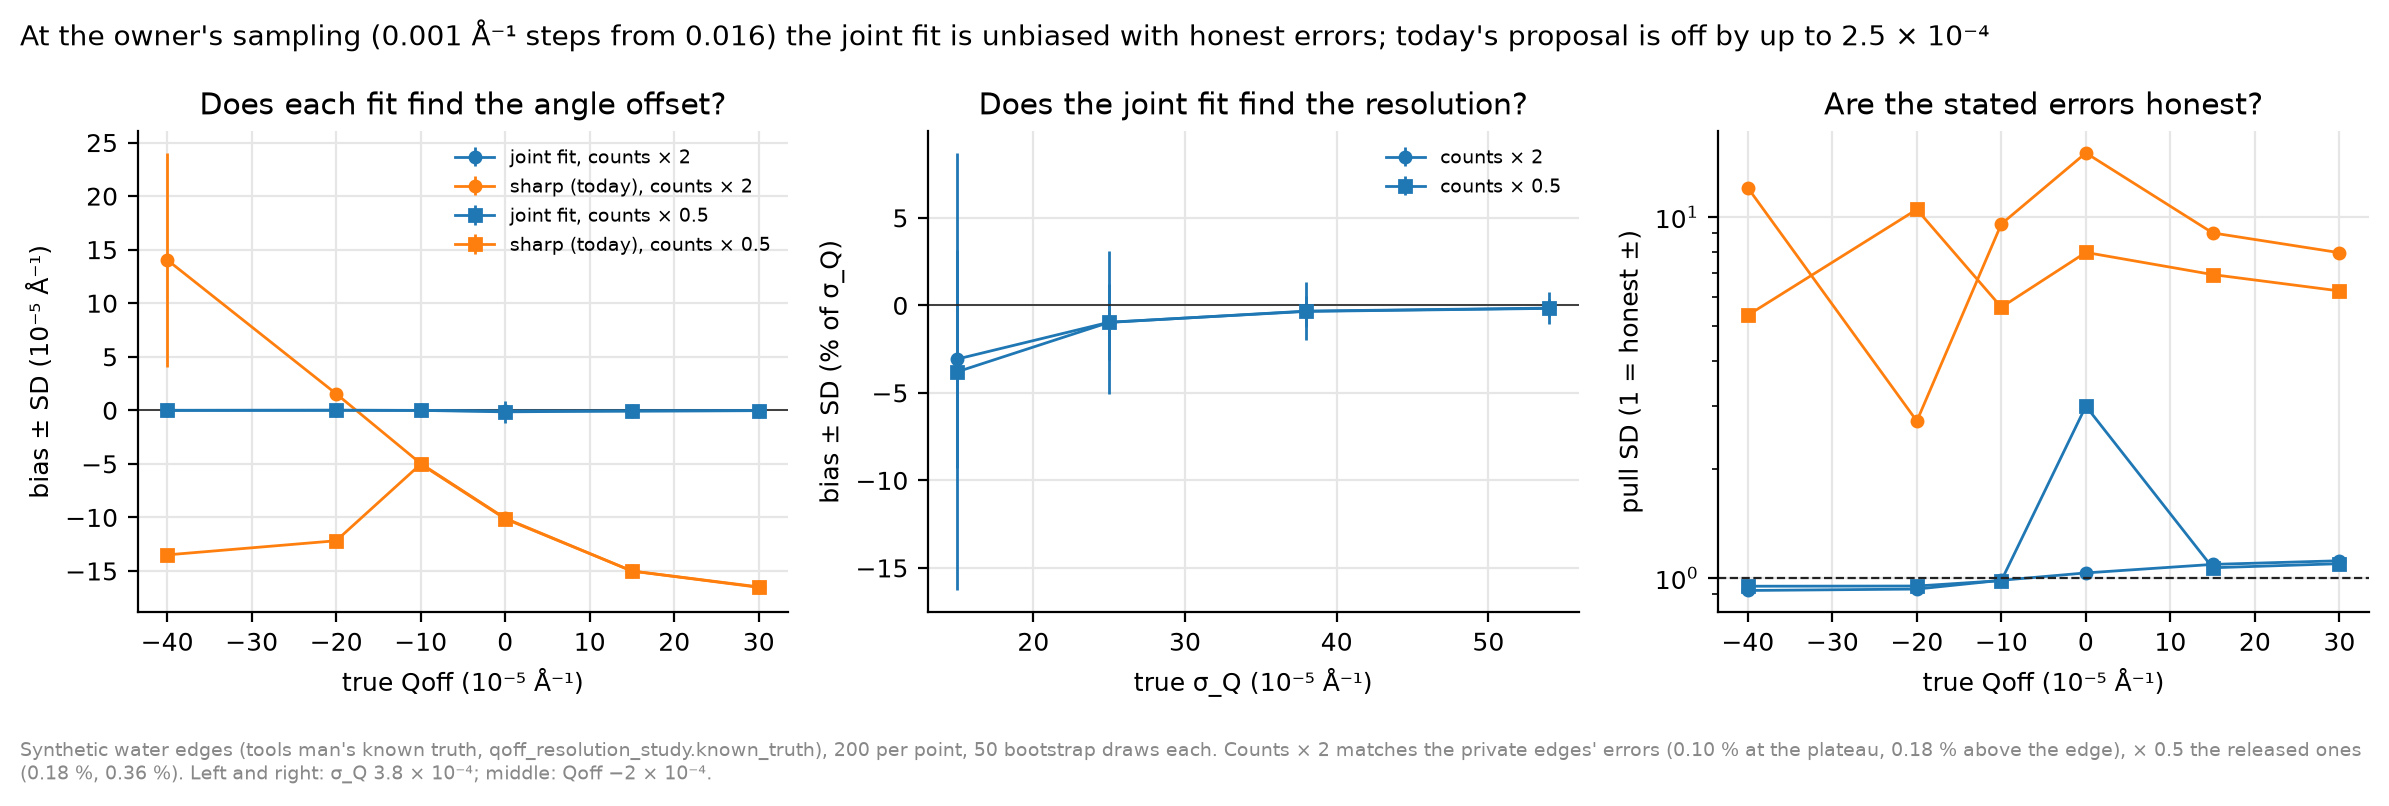 At the owner's sampling (0.001 Å⁻¹ steps from 0.016) the joint fit is unbiased with honest errors; today's proposal is off by up to 2.5 × 10⁻⁴
Does each fit find the angle offset?
bias ± SD (10⁻⁵ Å⁻¹)
25
20
15
10
5
0
−5
−10
−15
joint fit, counts × 2
sharp (today), counts × 2
joint fit, counts × 0.5
sharp (today), counts × 0.5
−40 −30 −20 −10 0 10 20 30
true Qoff (10⁻⁵ Å⁻¹)
Does the joint fit find the resolution?
bias ± SD (% of σ_Q)
5
0
−5
−10
−15
counts × 2
counts × 0.5
20 30 40 50
true σ_Q (10⁻⁵ Å⁻¹)
Are the stated errors honest?
pull SD (1 = honest ±)
10¹
10⁰
−40 −30 −20 −10 0 10 20 30
true Qoff (10⁻⁵ Å⁻¹)
Synthetic water edges (tools man's known truth, qoff_resolution_study.known_truth), 200 per point, 50 bootstrap draws each. Counts × 2 matches the private edges' errors (0.10 % at the plateau, 0.18 % above the edge), × 0.5 the released ones
(0.18 %, 0.36 %). Left and right: σ_Q 3.8 × 10⁻⁴; middle: Qoff −2 × 10⁻⁴.